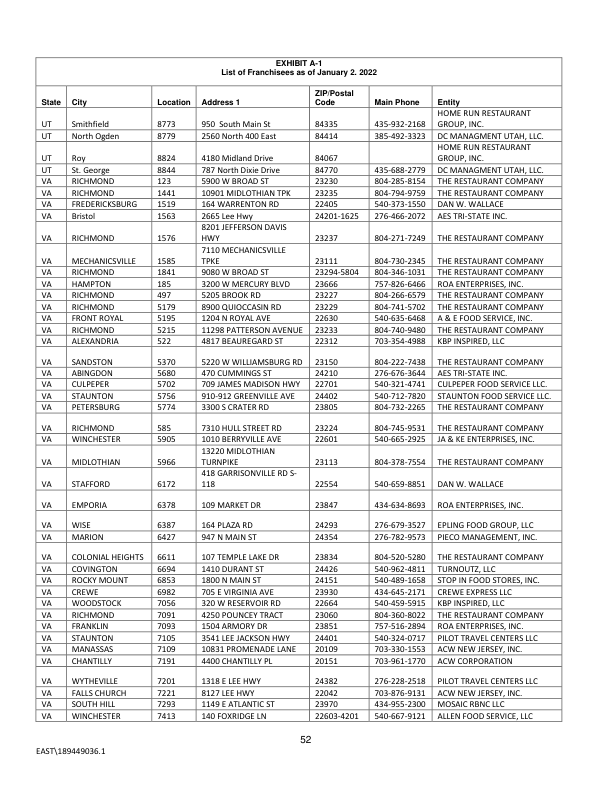 EXHIBIT A-1
List of Franchisees as of January 2. 2022
State City Location Address 1 ZIP/Postal Code Main Phone Entity
UT Smithfield 8773 950 South Main St 84335 435-932-2168 HOME RUN RESTAURANT GROUP, INC.
UT North Ogden 8779 2560 North 400 East 84414 385-492-3323 DC MANAGMENT UTAH, LLC.
UT Roy 8824 4180 Midland Drive 84067 HOME RUN RESTAURANT GROUP, INC.
UT St. George 8844 787 North Dixie Drive 84770 435-688-2779 DC MANAGMENT UTAH, LLC.
VA RICHMOND 123 5900 W BROAD ST 23230 804-285-8154 THE RESTAURANT COMPANY
VA RICHMOND 1441 10901 MIDLOTHIAN TPK 23235 804-794-9759 THE RESTAURANT COMPANY
VA FREDERICKSBURG 1519 164 WARRENTON RD 22405 540-373-1550 DAN W. WALLACE
VA Bristol 1563 2665 Lee Hwy 24201-1625 276-466-2072 AES TRI-STATE INC.
VA RICHMOND 1576 8201 JEFFERSON DAVIS HWY 23237 804-271-7249 THE RESTAURANT COMPANY
VA MECHANICSVILLE 1585 7110 MECHANICSVILLE TPKE 23111 804-730-2345 THE RESTAURANT COMPANY
VA RICHMOND 1841 9080 W BROAD ST 23294-5804 804-346-1031 THE RESTAURANT COMPANY
VA HAMPTON 185 3200 W MERCURY BLVD 23666 757-826-6466 ROA ENTERPRISES, INC.
VA RICHMOND 497 5205 BROOK RD 23227 804-266-6579 THE RESTAURANT COMPANY
VA RICHMOND 5179 8900 QUIOCCASIN RD 23229 804-741-5702 THE RESTAURANT COMPANY
VA FRONT ROYAL 5195 1204 N ROYAL AVE 22630 540-635-6468 A & E FOOD SERVICE, INC.
VA RICHMOND 5215 11298 PATTERSON AVENUE 23233 804-740-9480 THE RESTAURANT COMPANY
VA ALEXANDRIA 522 4817 BEAUREGARD ST 22312 703-354-4988 KBP INSPIRED, LLC
VA SANDSTON 5370 5220 W WILLIAMSBURG RD 23150 804-222-7438 THE RESTAURANT COMPANY
VA ABINGDON 5680 470 CUMMINGS ST 24210 276-676-3644 AES TRI-STATE INC.
VA CULPEPER 5702 709 JAMES MADISON HWY 22701 540-321-4741 CULPEPER FOOD SERVICE LLC.
VA STAUNTON 5756 910-912 GREENVILLE AVE 24402 540-712-7820 STAUNTON FOOD SERVICE LLC.
VA PETERSBURG 5774 3300 S CRATER RD 23805 804-732-2265 THE RESTAURANT COMPANY
VA RICHMOND 585 7310 HULL STREET RD 23224 804-745-9531 THE RESTAURANT COMPANY
VA WINCHESTER 5905 1010 BERRYVILLE AVE 22601 540-665-2925 JA & KE ENTERPRISES, INC.
VA MIDLOTHIAN 5966 13220 MIDLOTHIAN TURNPIKE 23113 804-378-7554 THE RESTAURANT COMPANY
VA STAFFORD 6172 418 GARRISONVILLE RD S-118 22554 540-659-8851 DAN W. WALLACE
VA EMPORIA 6378 109 MARKET DR 23847 434-634-8693 ROA ENTERPRISES, INC.
VA WISE 6387 164 PLAZA RD 24293 276-679-3527 EPLING FOOD GROUP, LLC
VA MARION 6427 947 N MAIN ST 24354 276-782-9573 PIECO MANAGEMENT, INC.
VA COLONIAL HEIGHTS 6611 107 TEMPLE LAKE DR 23834 804-520-5280 THE RESTAURANT COMPANY
VA COVINGTON 6694 1410 DURANT ST 24426 540-962-4811 TURNOUTZ, LLC
VA ROCKY MOUNT 6853 1800 N MAIN ST 24151 540-489-1658 STOP IN FOOD STORES, INC.
VA CREWE 6982 705 E VIRGINIA AVE 23930 434-645-2171 CREWE EXPRESS LLC
VA WOODSTOCK 7056 320 W RESERVOIR RD 22664 540-459-5915 KBP INSPIRED, LLC
VA RICHMOND 7091 4250 POUNCEY TRACT 23060 804-360-8022 THE RESTAURANT COMPANY
VA FRANKLIN 7093 1504 ARMORY DR 23851 757-516-2894 ROA ENTERPRISES, INC.
VA STAUNTON 7105 3541 LEE JACKSON HWY 24401 540-324-0717 PILOT TRAVEL CENTERS LLC
VA MANASSAS 7109 10831 PROMENADE LANE 20109 703-330-1553 ACW NEW JERSEY, INC.
VA CHANTILLY 7191 4400 CHANTILLY PL 20151 703-961-1770 ACW CORPORATION
VA WYTHEVILLE 7201 1318 E LEE HWY 24382 276-228-2518 PILOT TRAVEL CENTERS LLC
VA FALLS CHURCH 7221 8127 LEE HWY 22042 703-876-9131 ACW NEW JERSEY, INC.
VA SOUTH HILL 7293 1149 E ATLANTIC ST 23970 434-955-2300 MOSAIC RBNC LLC
VA WINCHESTER 7413 140 FOXRIDGE LN 22603-4201 540-667-9121 ALLEN FOOD SERVICE, LLC
52
EAST\189449036.1